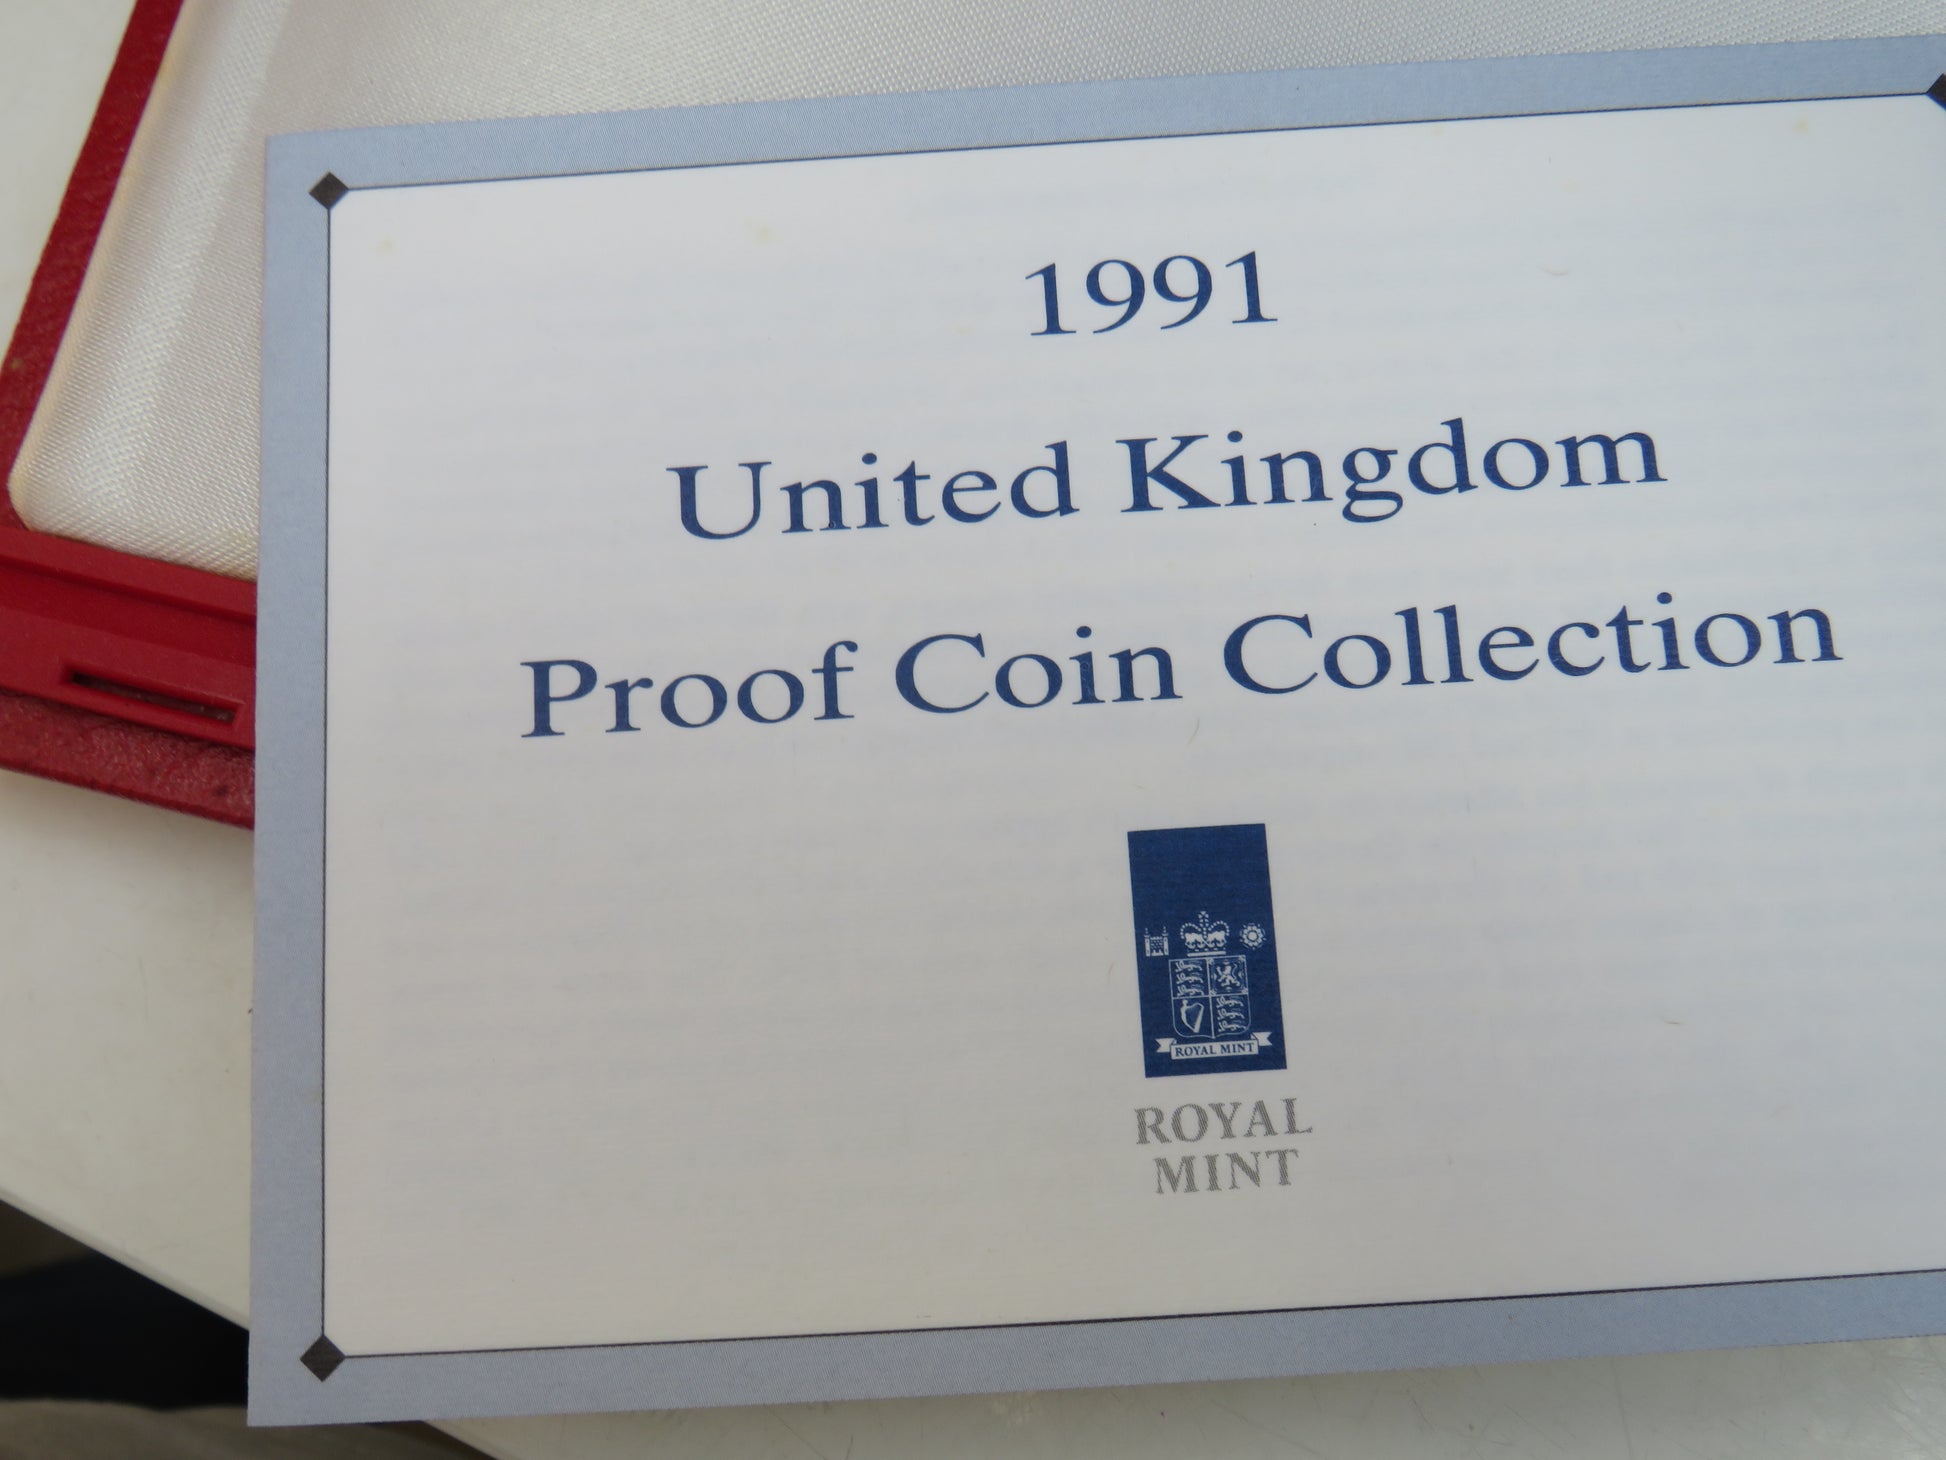 1991
United Kingdom
Proof Coin Collection
ROYAL MINT
ROYAL
MINT